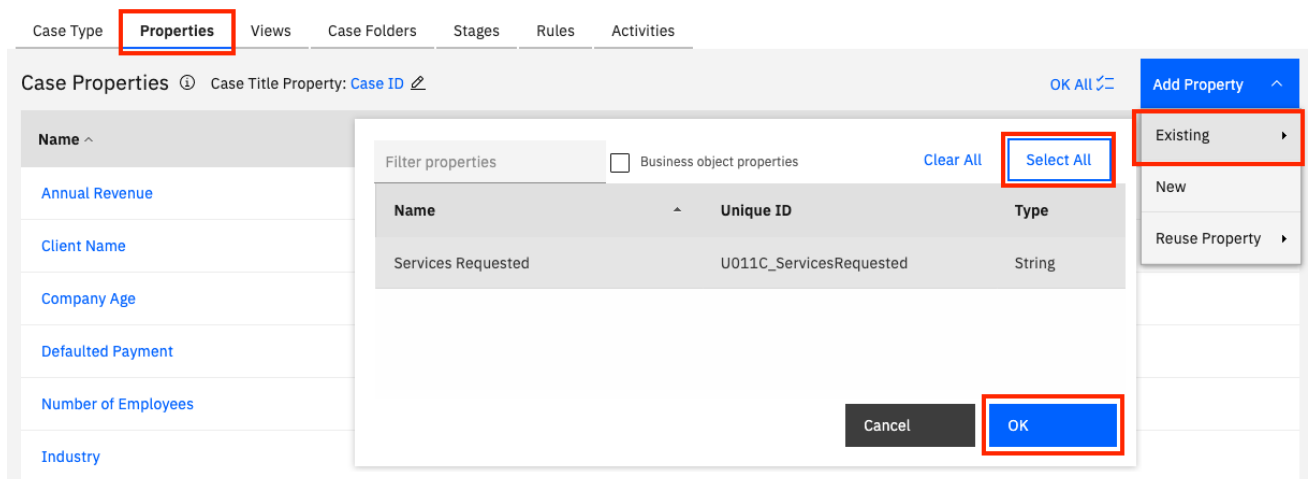 Case Type Properties Views Case Folders Stages Rules Activities
Case Properties Case Title Property: Case ID OK All Add Property
Name
Existing
New
Reuse Property
Filter properties Business object properties Clear All Select All
Name Unique ID Type
Services Requested U011C_ServicesRequested String
Cancel OK
Annual Revenue
Client Name
Company Age
Defaulted Payment
Number of Employees
Industry